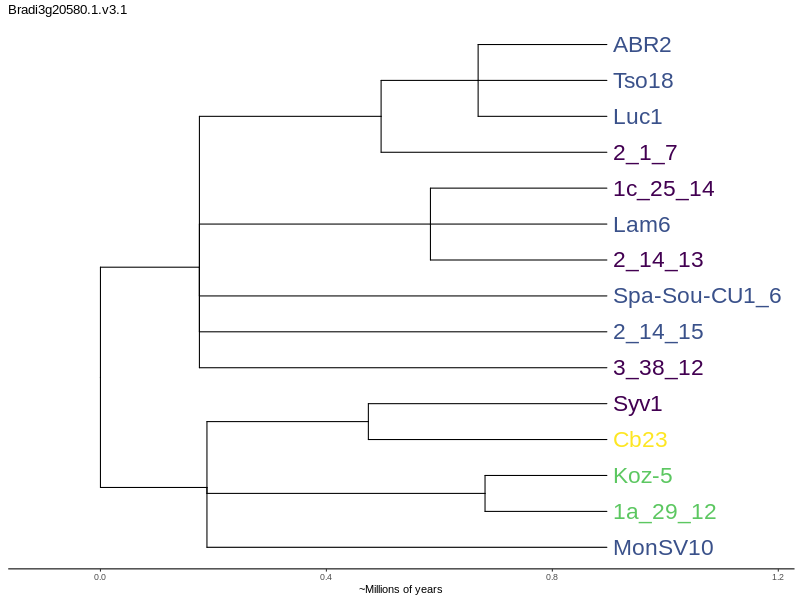 Bradi3g20580.1.v3.1
ABR2
Tso18
Luc1
2_1_7
1c_25_14
Lam6
2_14_13
Spa-Sou-CU1_6
2_14_15
3_38_12
Syv1
Cb23
Koz-5
1a_29_12
MonSV10
0.0 0.4 0.8 1.2
~Millions of years